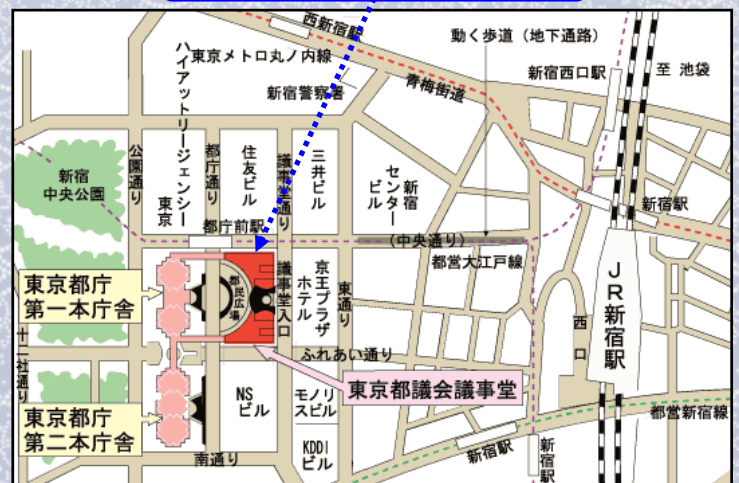 西新宿駅
東京メトロ丸ノ内線
動く歩道（地下通路）
新宿西口駅
至 池袋
青梅街道
新宿警察署
ハイアットリージェンシー
東京
公園通り
都庁通り
住友ビル
議事堂通り
三井ビル
新宿
センター
ビル
新宿
中央公園
新宿駅
都庁前駅
（中央通り）
都営大江戸線
東京都庁
第一本庁舎
都民広場
議事堂入口
京王プラザ
ホテル
東通り
JR新宿駅
西口
十二社通り
ふれあい通り
東京都議会議事堂
東京都庁
第二本庁舎
NS
ビル
モノリ
スビル
KDDI
ビル
南通り
都営新宿線
新宿駅
新宿駅